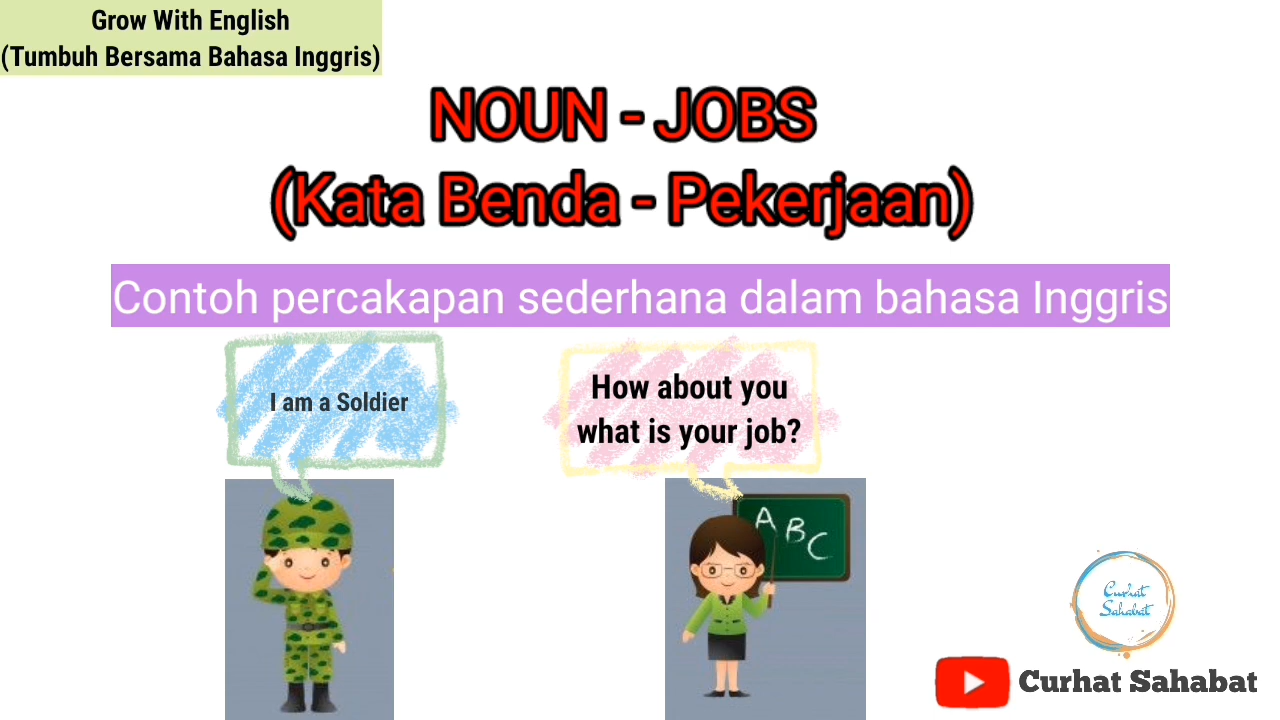 Grow With English
(Tumbuh Bersama Bahasa Inggris)
NOUN - JOBS
(Kata Benda - Pekerjaan)
Contoh percakapan sederhana dalam bahasa Inggris
I am a Soldier
How about you
what is your job?
A B C
Curhat
Sahabat
Curhat Sahabat